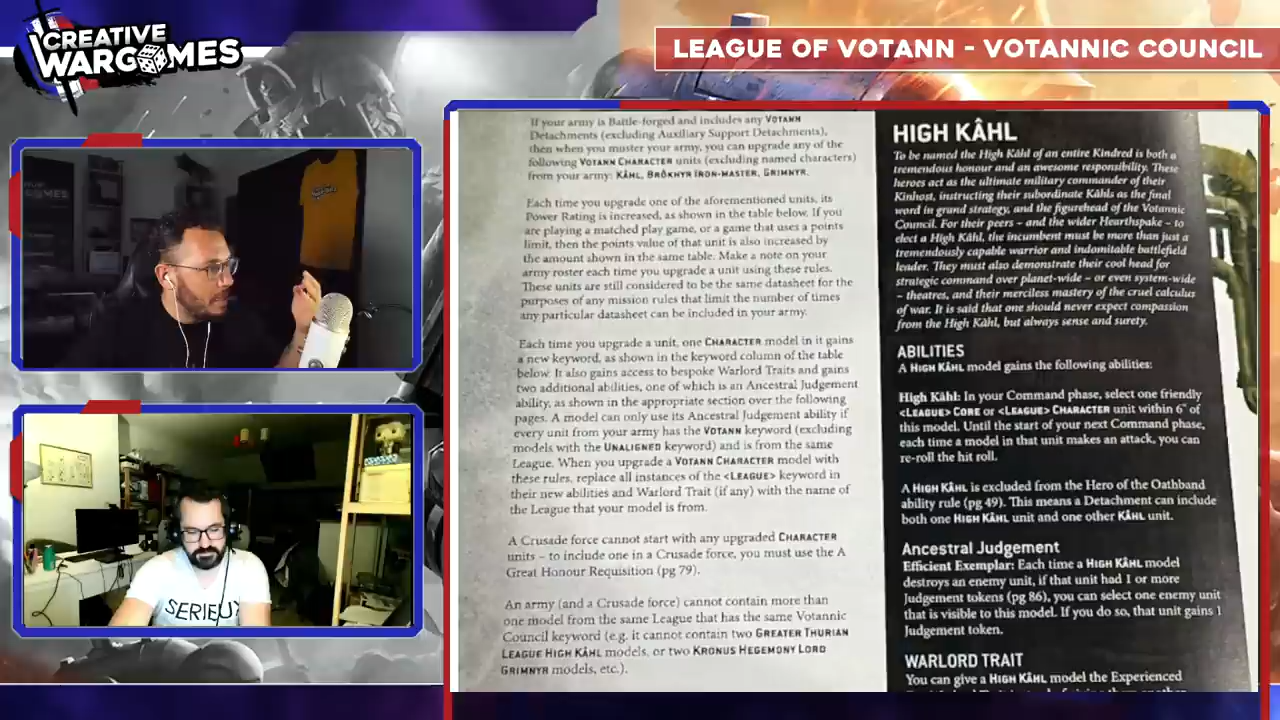 CREATIVE
WARGAMES
LEAGUE OF VOTANN - VOTANNIC COUNCIL
SERIEUX
If your army is Battle-forged and includes any VOTANN
Detachments (excluding Auxiliary Support Detachments),
then when you muster your army, you can upgrade any of the
following VOTANN CHARACTER units (excluding named characters)
from your army: KÂHL, BRÔKHYR IRON-MASTER, GRIMNYR.
Each time you upgrade one of the aforementioned units, its
Power Rating is increased, as shown in the table below. If you
are playing a matched play game, or a game that uses a points
limit, then the points value of that unit is also increased by
the amount shown in the same table. Make a note on your
army roster each time you upgrade a unit using these rules.
These units are still considered to be the same datasheet for the
purposes of any mission rules that limit the number of times
any particular datasheet can be included in your army.
Each time you upgrade a unit, one CHARACTER model in it gains
a new keyword, as shown in the keyword column of the table
below. It also gains access to bespoke Warlord Traits and gains
two additional abilities, one of which is an Ancestral Judgement
ability, as shown in the appropriate section over the following
pages. A model can only use its Ancestral Judgement ability if
every unit from your army has the VOTANN keyword (excluding
models with the UNALIGNED keyword) and is from the same
League. When you upgrade a VOTANN CHARACTER model with
these rules, replace all instances of the <LEAGUE> keyword in
their new abilities and Warlord Trait (if any) with the name of
the League that your model is from.
A Crusade force cannot start with any upgraded CHARACTER
units – to include one in a Crusade force, you must use the A
Great Honour Requisition (pg 79).
An army (and a Crusade force) cannot contain more than
one model from the same League that has the same Votannic
Council keyword (e.g. it cannot contain two GREATER THURIAN
LEAGUE HIGH KÂHL models, or two KRONUS HEGEMONY LORD
GRIMNYR models, etc.).
HIGH KÂHL
To be named the High Kâhl of an entire Kindred is both a
tremendous honour and an awesome responsibility. These
heroes act as the ultimate military commander of their
Kinhost, instructing their subordinate Kâhls as the final
word in grand strategy, and the figurehead of the Votannic
Council. For their peers – and the wider Hearthspake – to
elect a High Kâhl, the incumbent must be more than just a
tremendously capable warrior and indomitable battlefield
leader. They must also demonstrate their cool head for
strategic command over planet-wide – or even system-wide
– theatres, and their merciless mastery of the cruel calculus
of war. It is said that one should never expect compassion
from the High Kâhl, but always sense and surety.
ABILITIES
A HIGH KÂHL model gains the following abilities:
High Kâhl: In your Command phase, select one friendly
<LEAGUE> CORE or <LEAGUE> CHARACTER unit within 6" of
this model. Until the start of your next Command phase,
each time a model in that unit makes an attack, you can
re-roll the hit roll.
A HIGH KÂHL is excluded from the Hero of the Oathband
ability rule (pg 49). This means a Detachment can include
both one HIGH KÂHL unit and one other KÂHL unit.
Ancestral Judgement
Efficient Exemplar: Each time a HIGH KÂHL model
destroys an enemy unit, if that unit had 1 or more
Judgement tokens (pg 86), you can select one enemy unit
that is visible to this model. If you do so, that unit gains 1
Judgement token.
WARLORD TRAIT
You can give a HIGH KÂHL model the Experienced